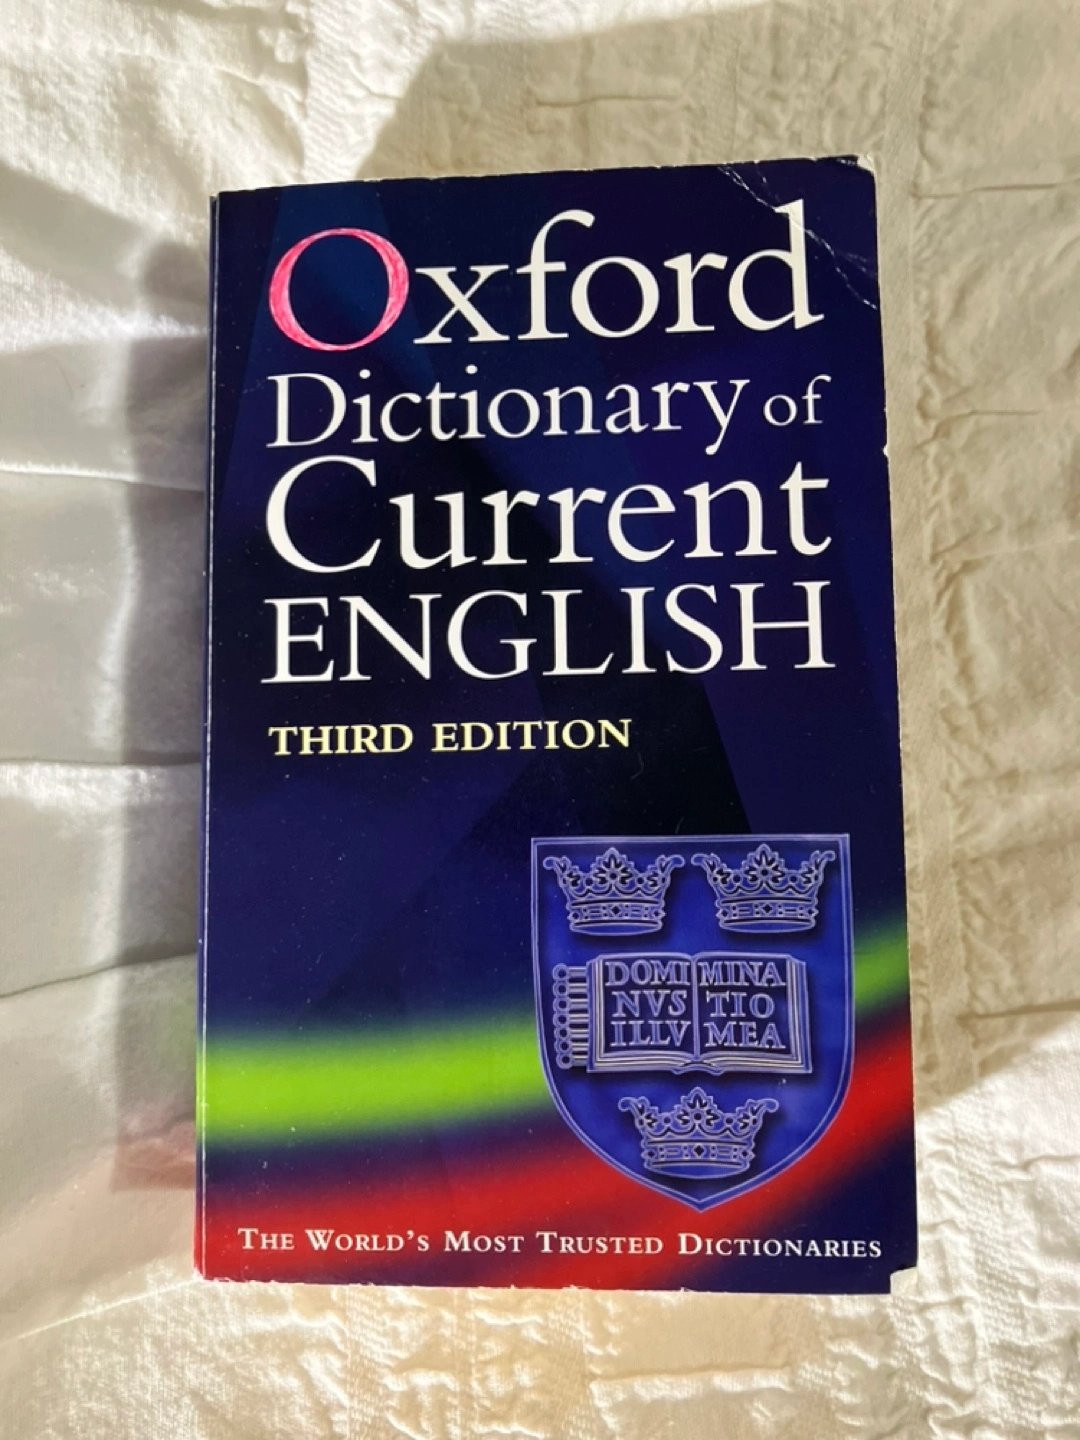 Oxford
Dictionary of
Current
ENGLISH
THIRD EDITION
DOMI MINA
NVS TIO
ILLV MEA
THE WORLD'S MOST TRUSTED DICTIONARIES